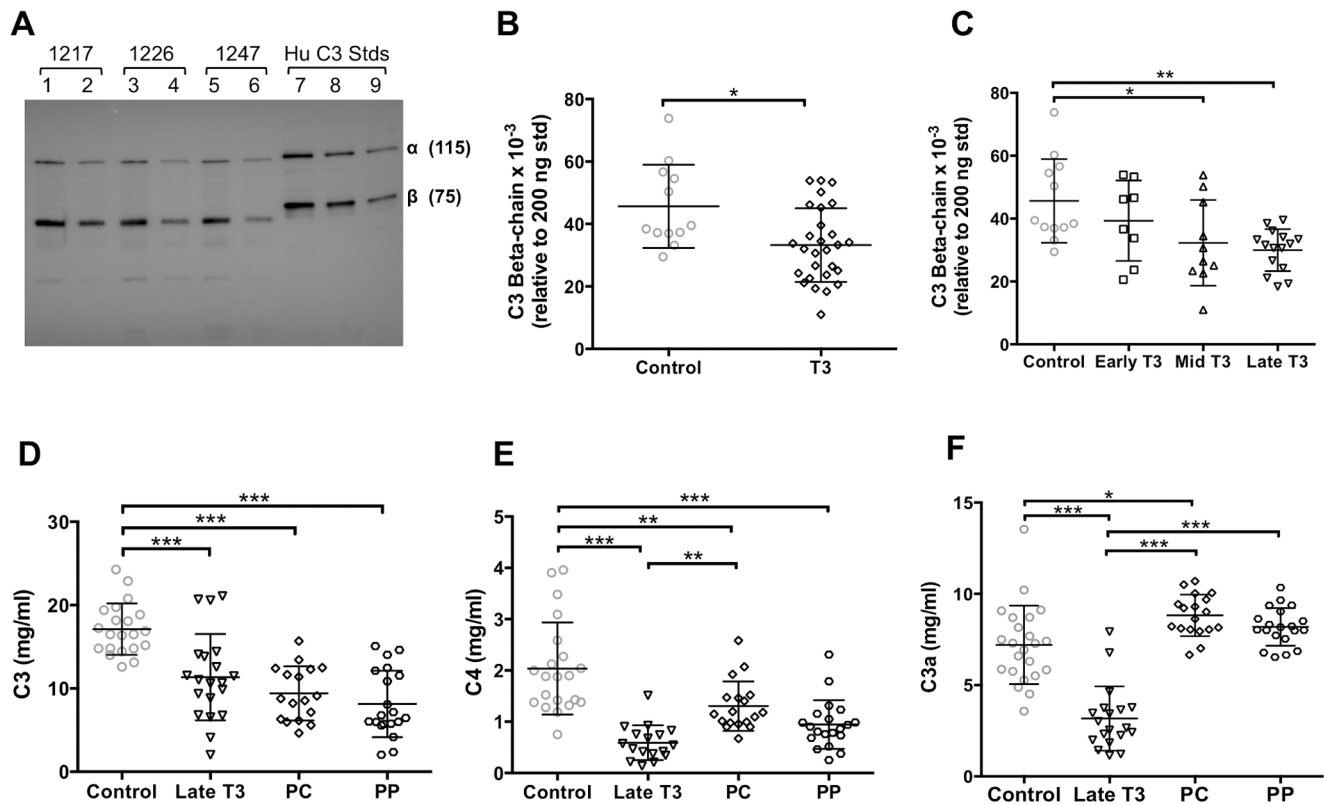 A
1217 1226 1247 Hu C3 Stds
1 2 3 4 5 6 7 8 9
α (115)
β (75)
B
C3 Beta-chain x 10-3
(relative to 200 ng std)
80
60
40
20
0
*
Control T3
C
C3 Beta-chain x 10-3
(relative to 200 ng std)
80
60
40
20
0
**
*
Control Early T3 Mid T3 Late T3
D
C3 (mg/ml)
30
20
10
0
***
***
***
Control Late T3 PC PP
E
C4 (mg/ml)
5
4
3
2
1
0
***
**
*** **
Control Late T3 PC PP
F
C3a (mg/ml)
15
10
5
0
*
*** ***
***
Control Late T3 PC PP